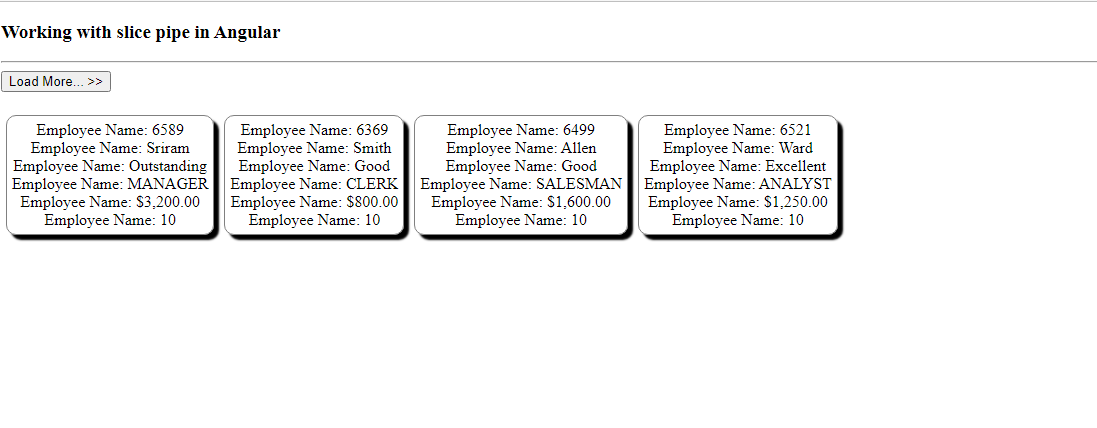 Working with slice pipe in Angular
Load More... >>
Employee Name: 6589
Employee Name: Sriram
Employee Name: Outstanding
Employee Name: MANAGER
Employee Name: $3,200.00
Employee Name: 10
Employee Name: 6369
Employee Name: Smith
Employee Name: Good
Employee Name: CLERK
Employee Name: $800.00
Employee Name: 10
Employee Name: 6499
Employee Name: Allen
Employee Name: Good
Employee Name: SALESMAN
Employee Name: $1,600.00
Employee Name: 10
Employee Name: 6521
Employee Name: Ward
Employee Name: Excellent
Employee Name: ANALYST
Employee Name: $1,250.00
Employee Name: 10